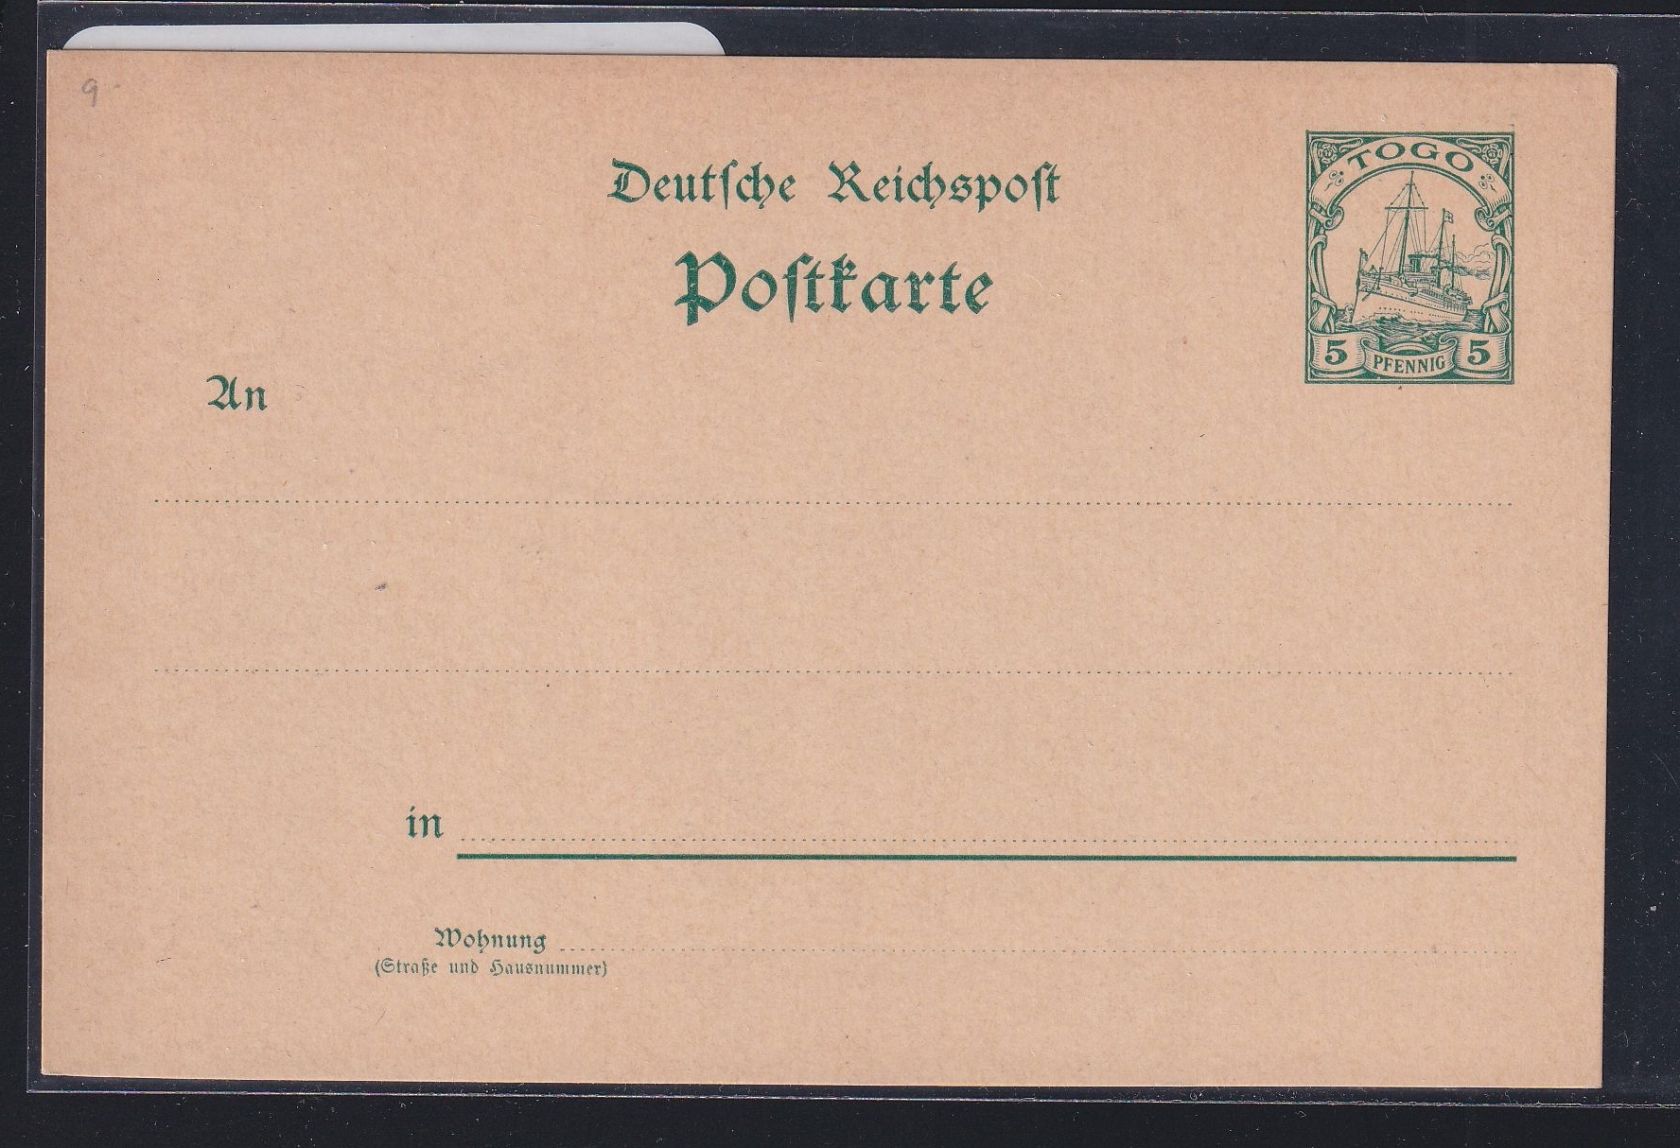 9-
Deutſche Reichspoſt
Poſtkarte
TOGO
5 PFENNIG 5
An
in
Wohnung
(Straße und Hausnummer)